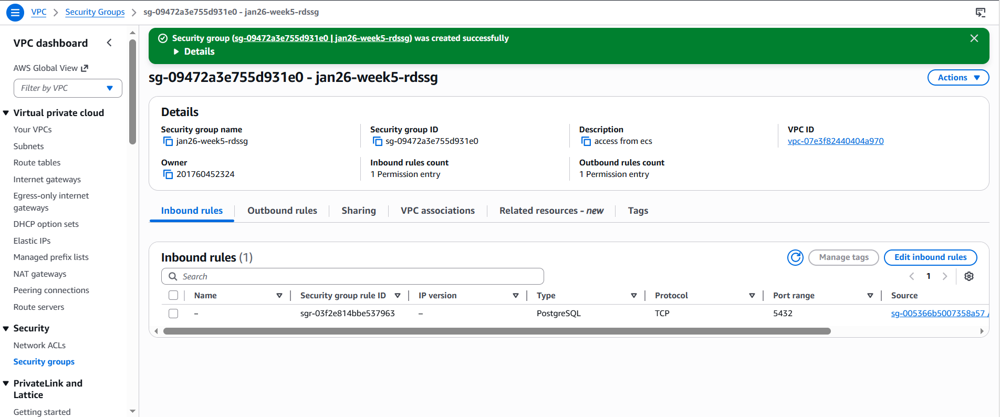 VPC
Security Groups
sg-09472a3e755d931e0 - jan26-week5-rdssg
VPC dashboard
AWS Global View
Filter by VPC
Virtual private cloud
Your VPCs
Subnets
Route tables
Internet gateways
Egress-only internet
gateways
DHCP option sets
Elastic IPs
Managed prefix lists
NAT gateways
Peering connections
Route servers
Security
Network ACLs
Security groups
PrivateLink and
Lattice
Getting started
Security group (sg-09472a3e755d931e0 | jan26-week5-rdssg) was created successfully
Details
sg-09472a3e755d931e0 - jan26-week5-rdssg
Actions
Details
Security group name
jan26-week5-rdssg
Security group ID
sg-09472a3e755d931e0
Description
access from ecs
VPC ID
vpc-07e3f82440404a970
Owner
201760452324
Inbound rules count
1 Permission entry
Outbound rules count
1 Permission entry
Inbound rules
Outbound rules
Sharing
VPC associations
Related resources - new
Tags
Inbound rules (1)
Manage tags
Edit inbound rules
Search
1
Name Security group rule ID IP version Type Protocol Port range Source
– sgr-03f2e814bbe537963 – PostgreSQL TCP 5432 sg-005366b5007358a57 /